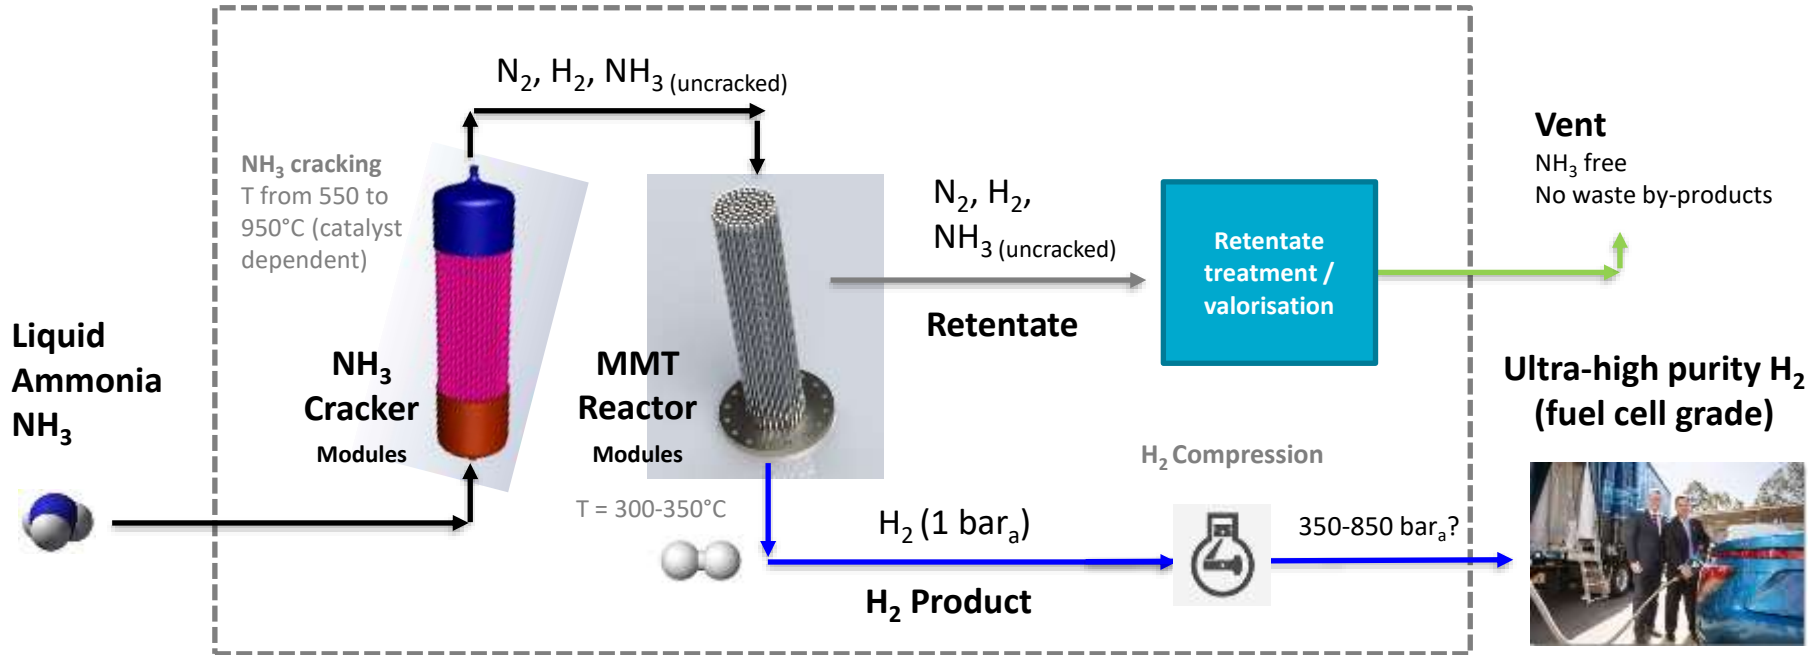 N₂, H₂, NH₃ (uncracked)
NH₃ cracking
T from 550 to
950°C (catalyst
dependent)
Liquid
Ammonia
NH₃
NH₃
Cracker
Modules
MMT
Reactor
Modules
T = 300-350°C
N₂, H₂,
NH₃ (uncracked)
Retentate
Retentate
treatment /
valorisation
Vent
NH₃ free
No waste by-products
Ultra-high purity H₂
(fuel cell grade)
H₂ Compression
H₂ (1 barₐ)
350-850 barₐ?
H₂ Product